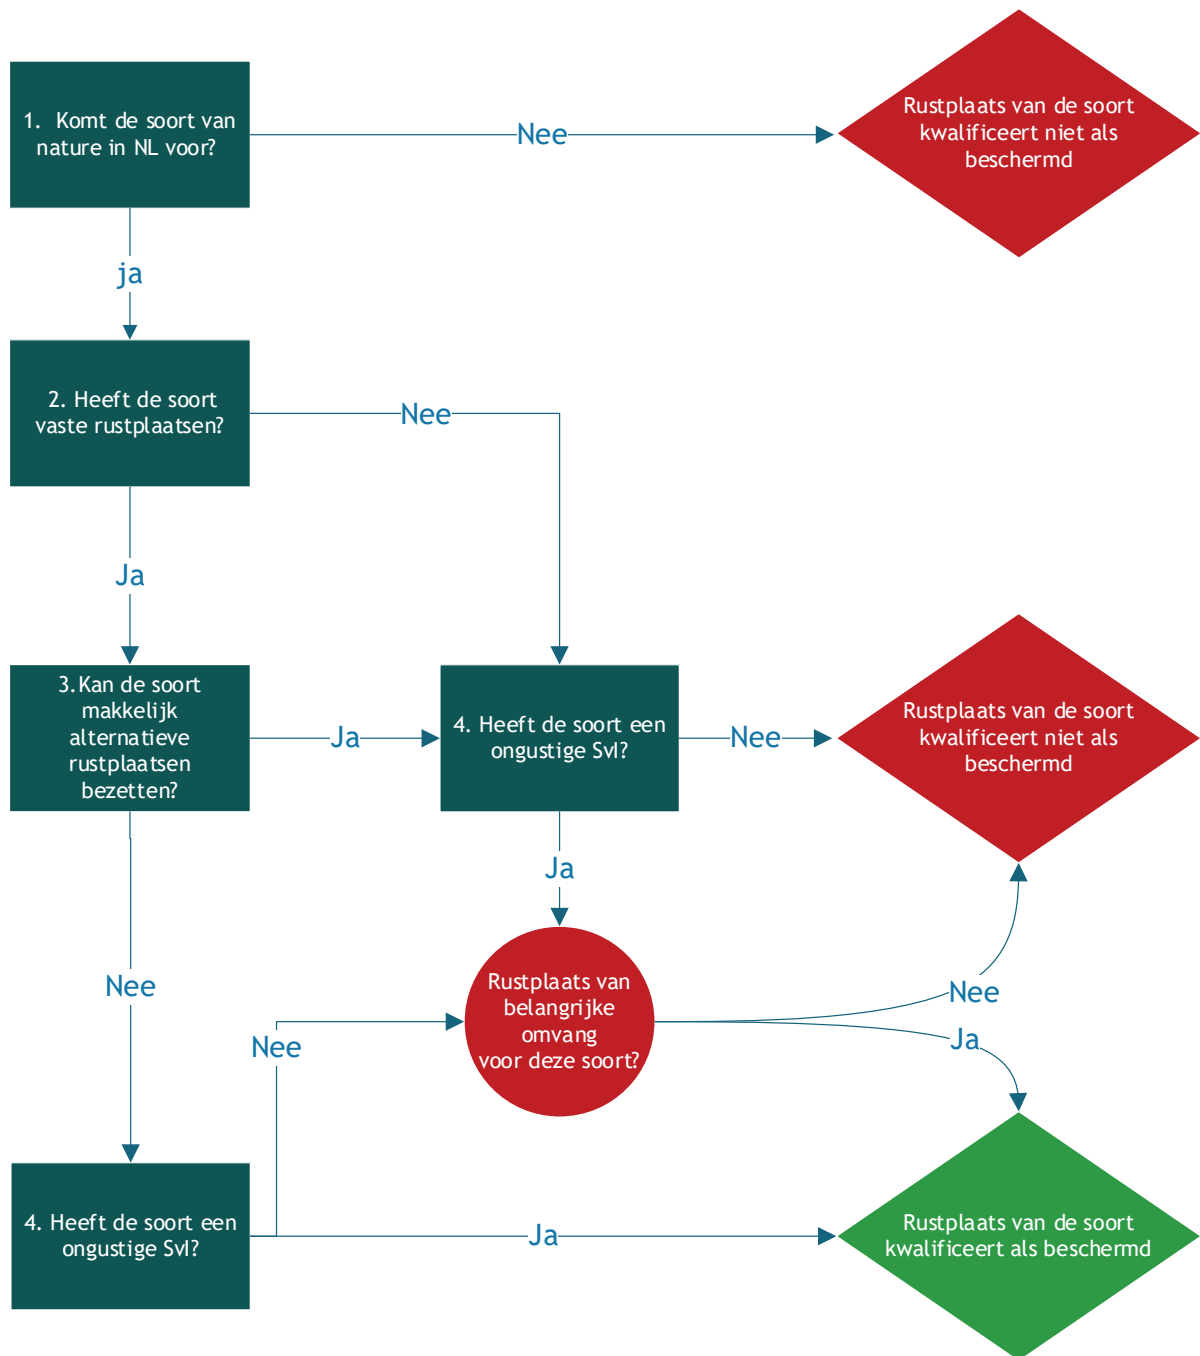 1. Komt de soort van
nature in NL voor?
Nee
Rustplaats van de soort
kwalificeert niet als
beschermd
ja
2. Heeft de soort
vaste rustplaatsen?
Nee
Ja
3.Kan de soort
makkelijk
alternatieve
rustplaatsen
bezetten?
Ja
4. Heeft de soort een
ongustige SvI?
Nee
Rustplaats van de soort
kwalificeert niet als
beschermd
Ja
Nee
Rustplaats van
belangrijke
omvang
voor deze soort?
Nee
Ja
Nee
4. Heeft de soort een
ongustige SvI?
Ja
Rustplaats van de soort
kwalificeert als beschermd